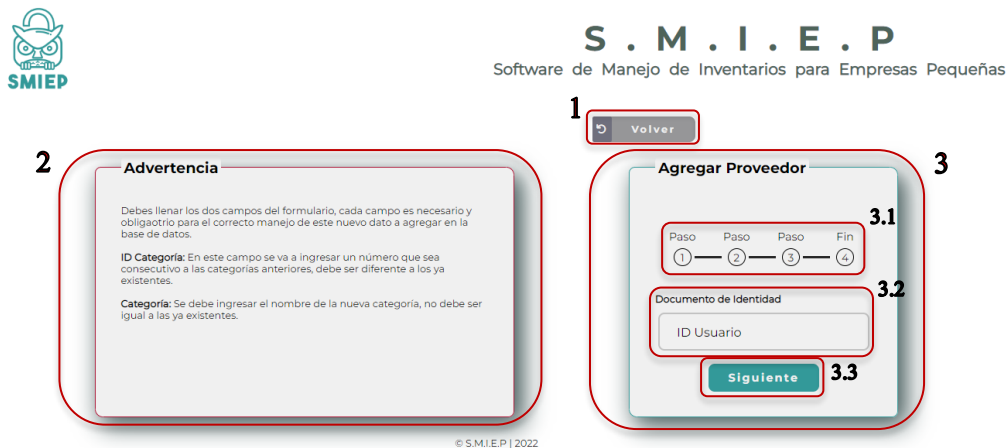 SMIEP
S . M . I . E . P
Software de Manejo de Inventarios para Empresas Pequeñas
1
Volver
2
Advertencia
Debes llenar los dos campos del formulario, cada campo es necesario y
obligaotrio para el correcto manejo de este nuevo dato a agregar en la
base de datos.
ID Categoría: En este campo se va a ingresar un número que sea
consecutivo a las categorías anteriores, debe ser diferente a los ya
existentes.
Categoría: Se debe ingresar el nombre de la nueva categoría, no debe ser
igual a las ya existentes.
3
Agregar Proveedor
3.1
Paso Paso Paso Fin
1 2 3 4
3.2
Documento de Identidad
ID Usuario
Siguiente
3.3
© S.M.I.E.P | 2022